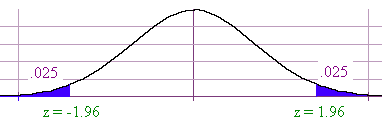 .025
.025
z = -1.96
z = 1.96